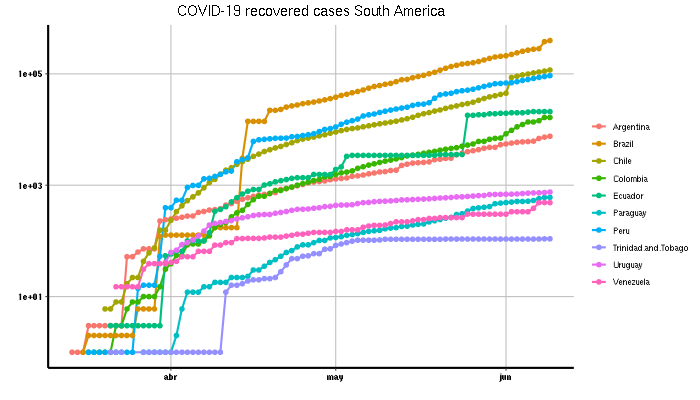 COVID-19 recovered cases South America
1e+05
1e+03
1e+01
abr
may
jun
Argentina
Brazil
Chile
Colombia
Ecuador
Paraguay
Peru
Trinidad.and.Tobago
Uruguay
Venezuela